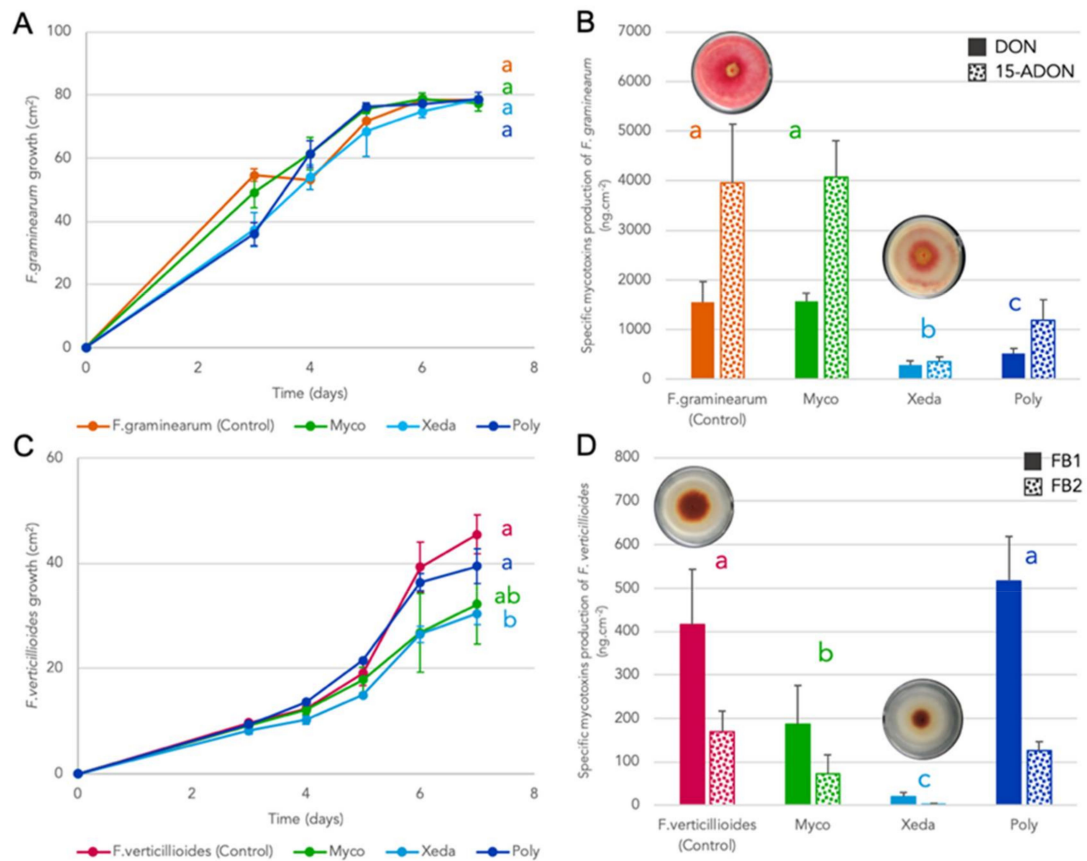 A
F.graminearum growth (cm²)
100
80
60
40
20
0
0
2
4
6
8
Time (days)
a
a
a
a
F.graminearum (Control)
Myco
Xeda
Poly
B
Specific mycotoxins production of F. graminearum
(ng.cm⁻²)
7000
6000
5000
4000
3000
2000
1000
0
DON
15-ADON
a
a
b
c
F.graminearum
(Control)
Myco
Xeda
Poly
C
F.verticillioides growth (cm²)
60
40
20
0
0
2
4
6
8
Time (days)
a
a
ab
b
F.verticillioides (Control)
Myco
Xeda
Poly
D
Specific mycotoxins production of F. verticillioides
(ng.cm⁻²)
800
700
600
500
400
300
200
100
0
FB1
FB2
a
b
c
a
F.verticillioides
(Control)
Myco
Xeda
Poly